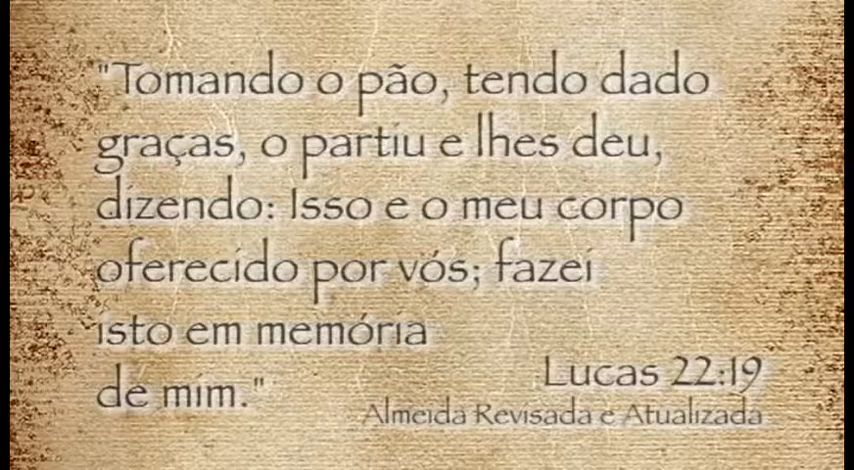 "Tomando o pão, tendo dado
graças, o partiu e lhes deu,
dizendo: Isso e o meu corpo
oferecido por vós; fazei
isto em memória
de mim."
Lucas 22:19
Almeida Revisada e Atualizada